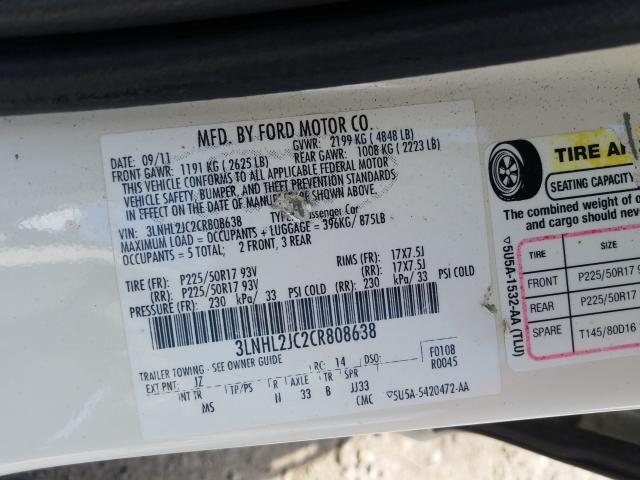 MFD. BY FORD MOTOR CO.
DATE: 09/11 GVWR: 2199 KG ( 4848 LB)
FRONT GAWR: 1191 KG ( 2625 LB) REAR GAWR: 1008 KG ( 2223 LB)
THIS VEHICLE CONFORMS TO ALL APPLICABLE FEDERAL MOTOR
VEHICLE SAFETY, BUMPER, AND THEFT PREVENTION STANDARDS
IN EFFECT ON THE DATE OF MANUFACTURE SHOWN ABOVE.
VIN: 3LNHL2JC2CR808638 Passenger Car
MAXIMUM LOAD = OCCUPANTS + LUGGAGE = 396KG/ 875LB
OCCUPANTS = 5 TOTAL; 2 FRONT, 3 REAR
TIRE (FR): P225/50R17 93V RIMS (FR): 17X7.5J
(RR): P225/50R17 93V (RR): 17X7.5J
PRESSURE (FR): 230 kPa/ 33 PSI COLD (RR): 230 kPa/ 33 PSI COLD
3LNHL2JC2CR808638
TRAILER TOWING - SEE OWNER GUIDE
EXT PNT: JZ RC: 14 DSO: F0108
R0045
INT TR TP/PS R AXLE TR SPR
MS II 33 B JJ33
CMC 5U5A-5420472-AA
TIRE A
SEATING CAPACITY
The combined weight of
and cargo should ne
5U5A-1532-AA (TLU)
TIRE SIZE
FRONT P225/50R17
REAR P225/50R17
SPARE T145/80D16